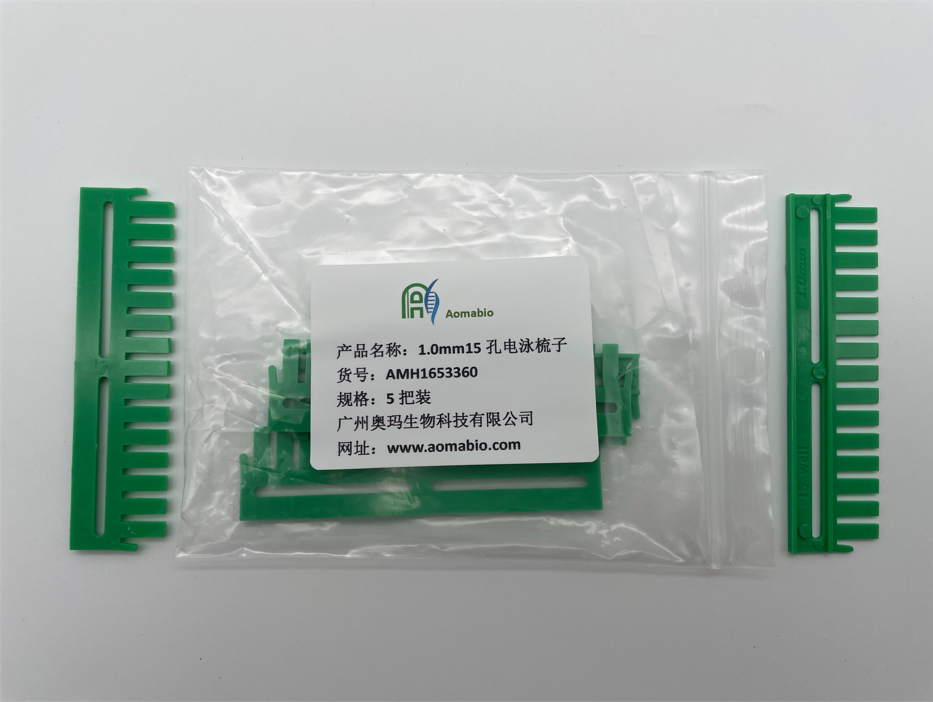 Aomabio
产品名称：1.0mm15 孔电泳梳子
货号：AMH1653360
规格：5 把装
广州奥玛生物科技有限公司
网址：www.aomabio.com
1.0mm
15 well